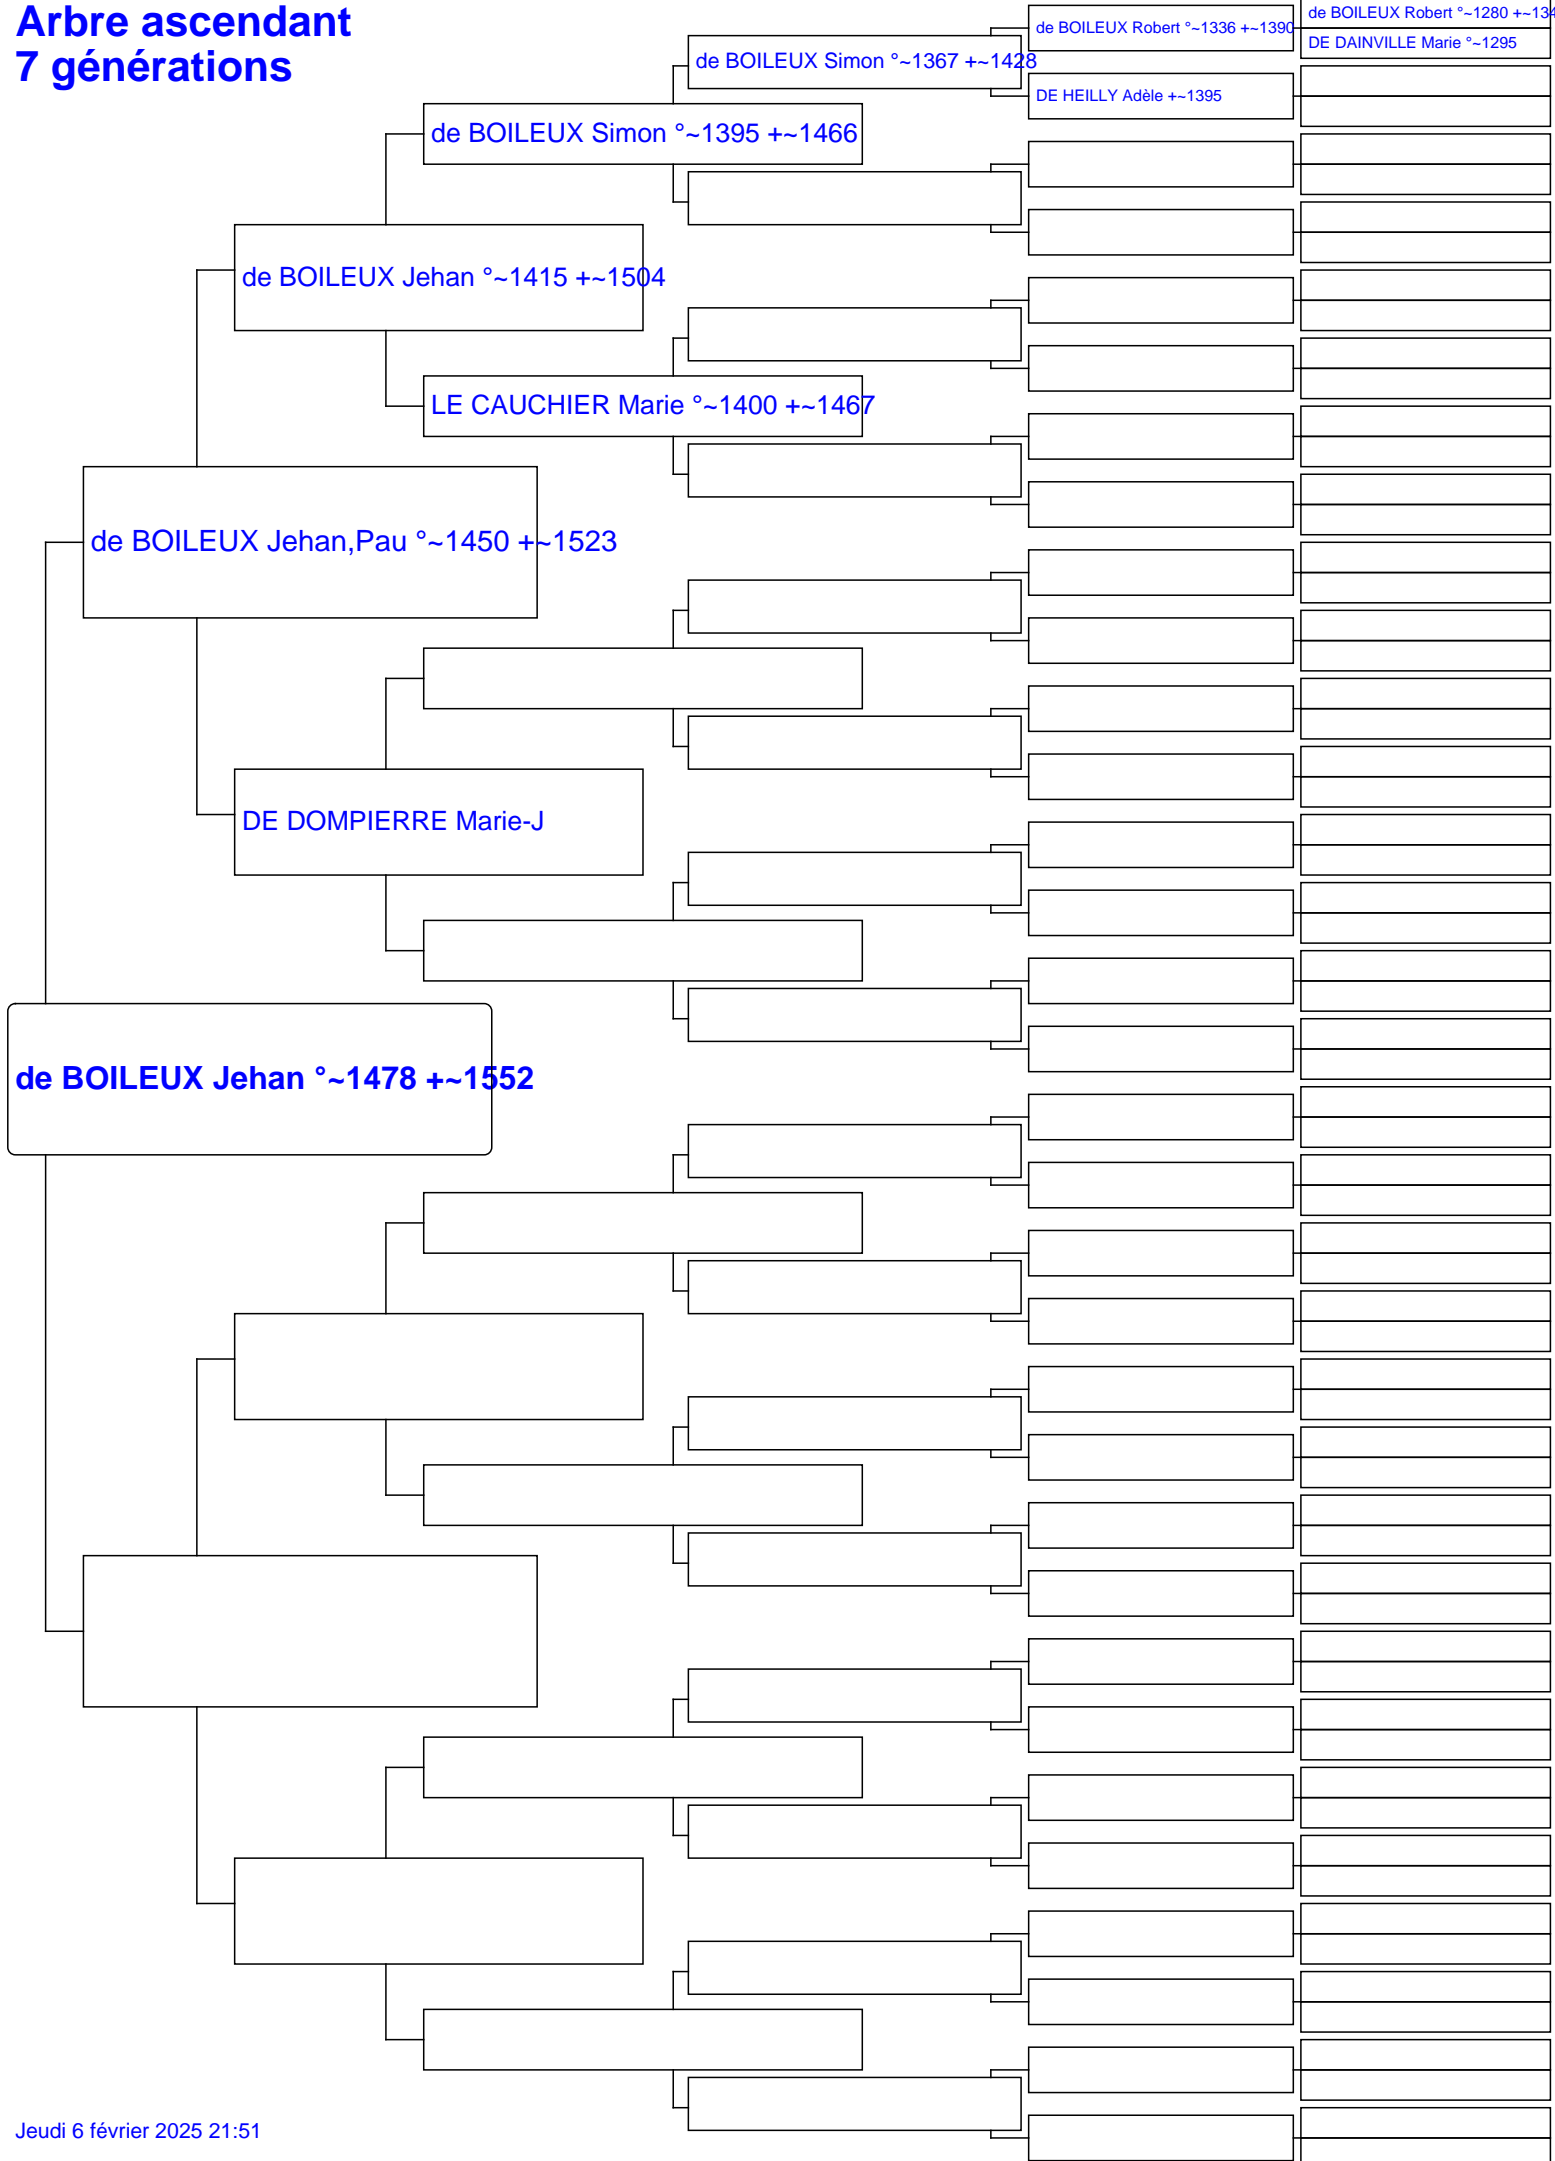 Arbre ascendant
7 générations
de BOILEUX Robert °~1280 +~134
DE DAINVILLE Marie °~1295
de BOILEUX Robert °~1336 +~1390
DE HEILLY Adèle +~1395
de BOILEUX Simon °~1367 +~1428
de BOILEUX Simon °~1395 +~1466
de BOILEUX Jehan °~1415 +~1504
LE CAUCHIER Marie °~1400 +~1467
de BOILEUX Jehan,Pau °~1450 +~1523
DE DOMPIERRE Marie-J
de BOILEUX Jehan °~1478 +~1552
Jeudi 6 février 2025 21:51